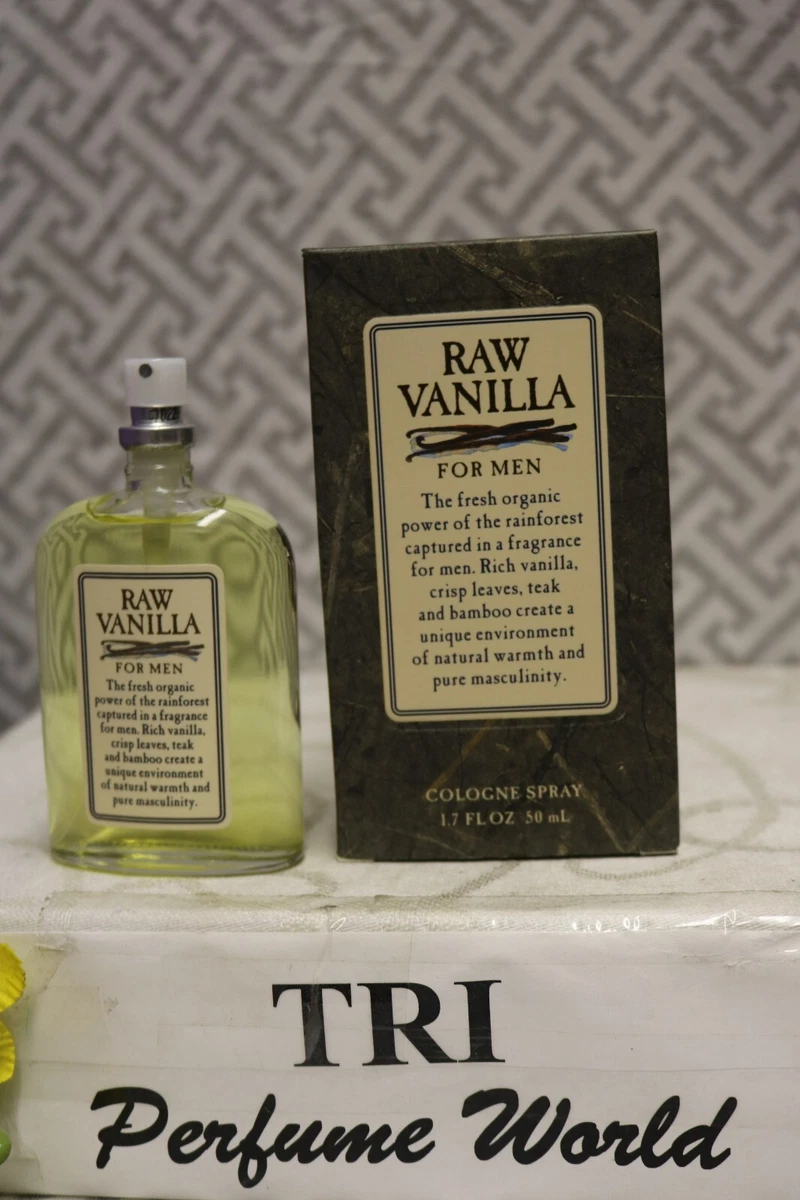 RAW
VANILLA
FOR MEN
The fresh organic
power of the rainforest
captured in a fragrance
for men. Rich vanilla,
crisp leaves, teak
and bamboo create a
unique environment
of natural warmth and
pure masculinity.
COLOGNE SPRAY
1.7 FL OZ 50 mL
RAW
VANILLA
FOR MEN
The fresh organic
power of the rainforest
captured in a fragrance
for men. Rich vanilla,
crisp leaves, teak
and bamboo create a
unique environment
of natural warmth and
pure masculinity.
TRI
Perfume World